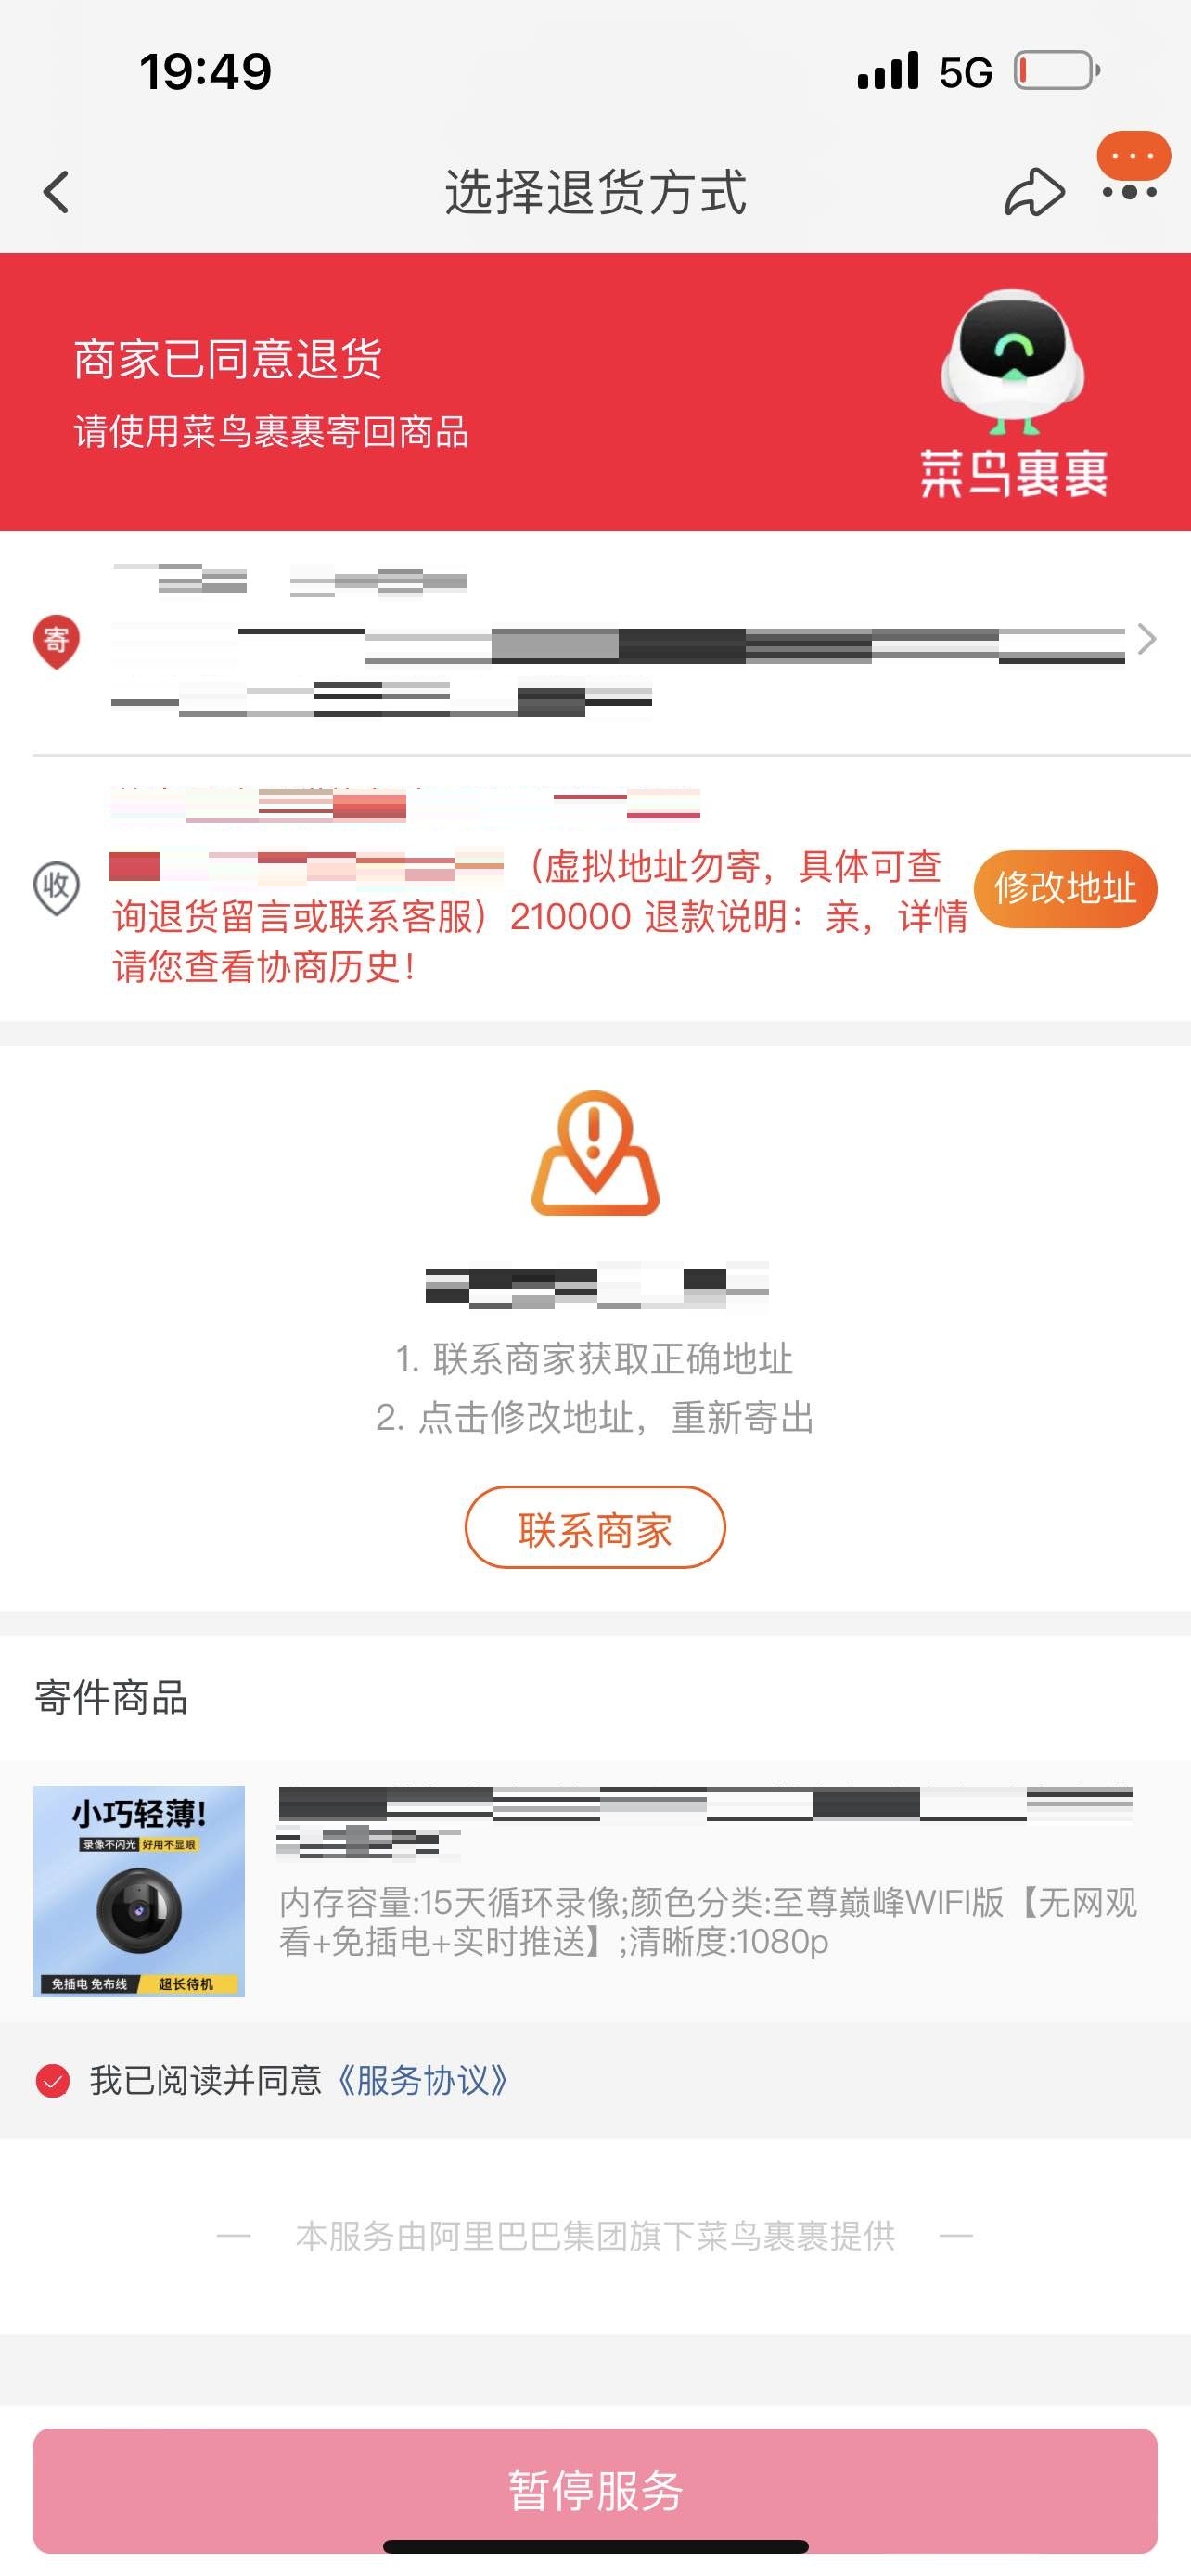 19:49
5G
选择退货方式
商家已同意退货
请使用菜鸟裹裹寄回商品
菜鸟裹裹
寄
收
（虚拟地址勿寄，具体可查
询退货留言或联系客服）210000 退款说明：亲，详情
请您查看协商历史！
修改地址
1. 联系商家获取正确地址
2. 点击修改地址，重新寄出
联系商家
寄件商品
小巧轻薄!
录像不闪光 好用不显眼
免插电 免布线 超长待机
内存容量:15天循环录像;颜色分类:至尊巅峰WIFI版【无网观
看+免插电+实时推送】;清晰度:1080p
我已阅读并同意《服务协议》
本服务由阿里巴巴集团旗下菜鸟裹裹提供
暂停服务